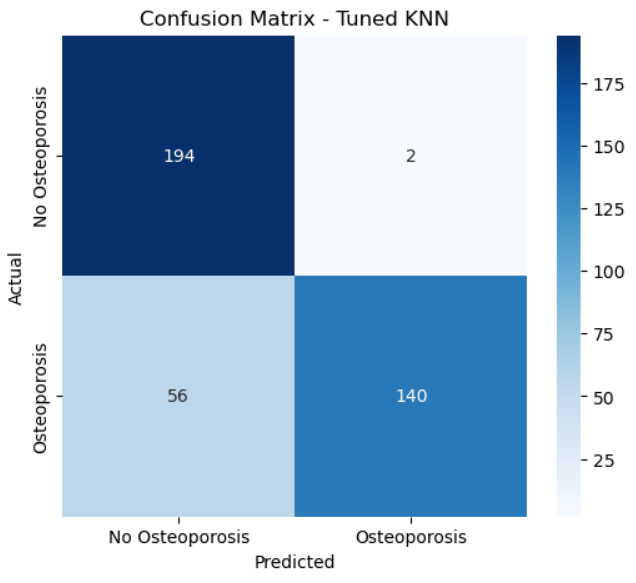 Confusion Matrix - Tuned KNN
No Osteoporosis
Osteoporosis
Actual
194
2
56
140
No Osteoporosis
Osteoporosis
Predicted
175
150
125
100
75
50
25